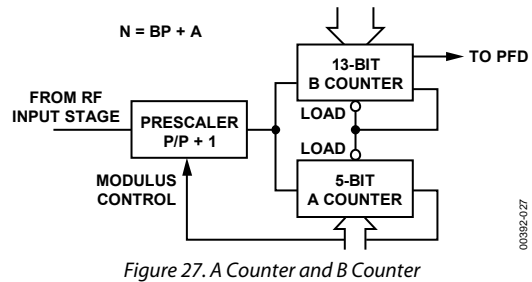 N = BP + A
13-BIT
B COUNTER
TO PFD
FROM RF
INPUT STAGE
PRESCALER
P/P + 1
LOAD
LOAD
MODULUS
CONTROL
5-BIT
A COUNTER
00392-027
Figure 27. A Counter and B Counter